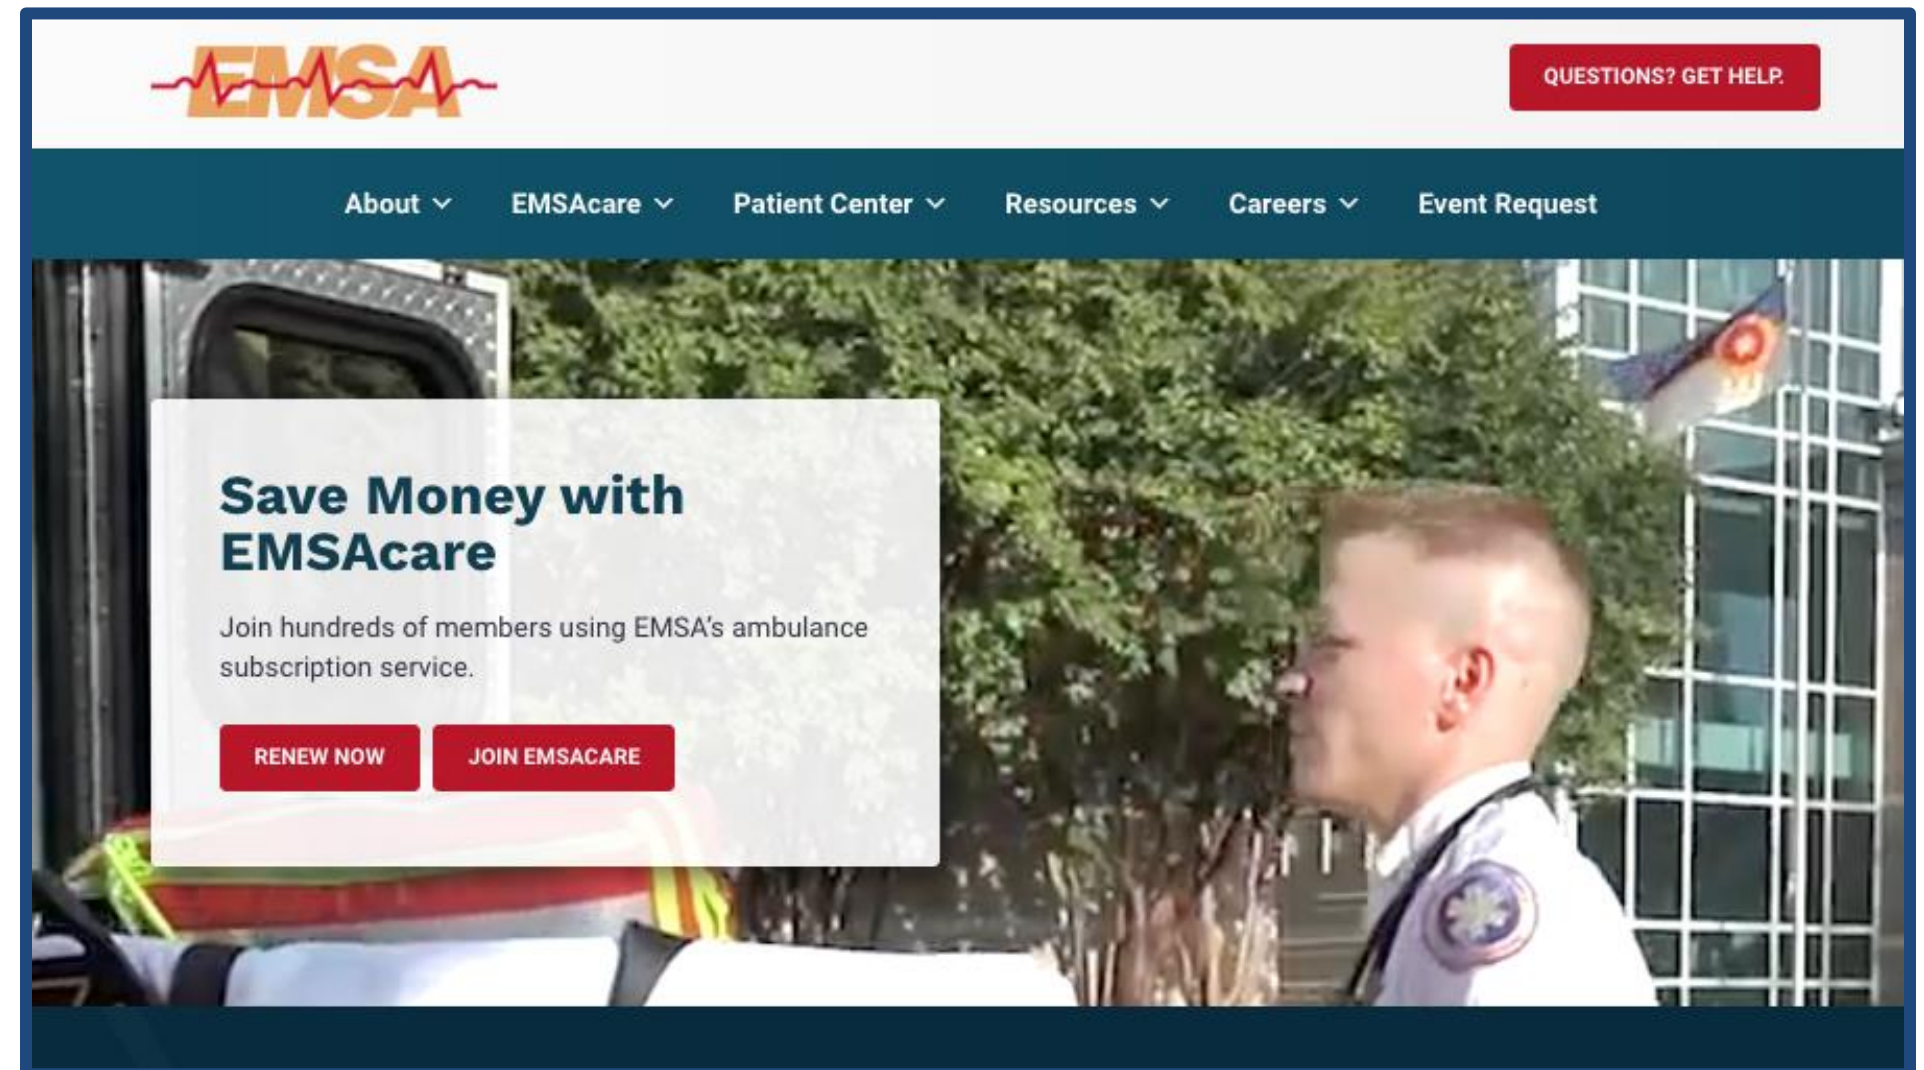 EMSA
QUESTIONS? GET HELP.
About
EMSAcare
Patient Center
Resources
Careers
Event Request
Save Money with
EMSAcare
Join hundreds of members using EMSA's ambulance
subscription service.
RENEW NOW
JOIN EMSACARE